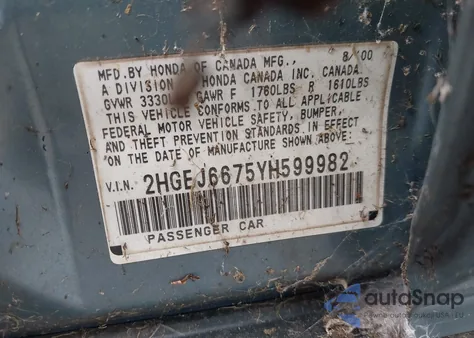 MFD. BY HONDA OF CANADA MFG., 8/00
A DIVISION HONDA CANADA INC. CANADA
GVWR 3330L GAWR F 1780LBS R 1610LBS
THIS VEHICLE CONFORMS TO ALL APPLICABLE
FEDERAL MOTOR VEHICLE SAFETY, BUMPER,
AND THEFT PREVENTION STANDARDS IN EFFECT
ON THE DATE OF MANUFACTURE SHOWN ABOVE.
V.I.N. 2HGEJ6675YH599982
PASSENGER CAR
autoSnap